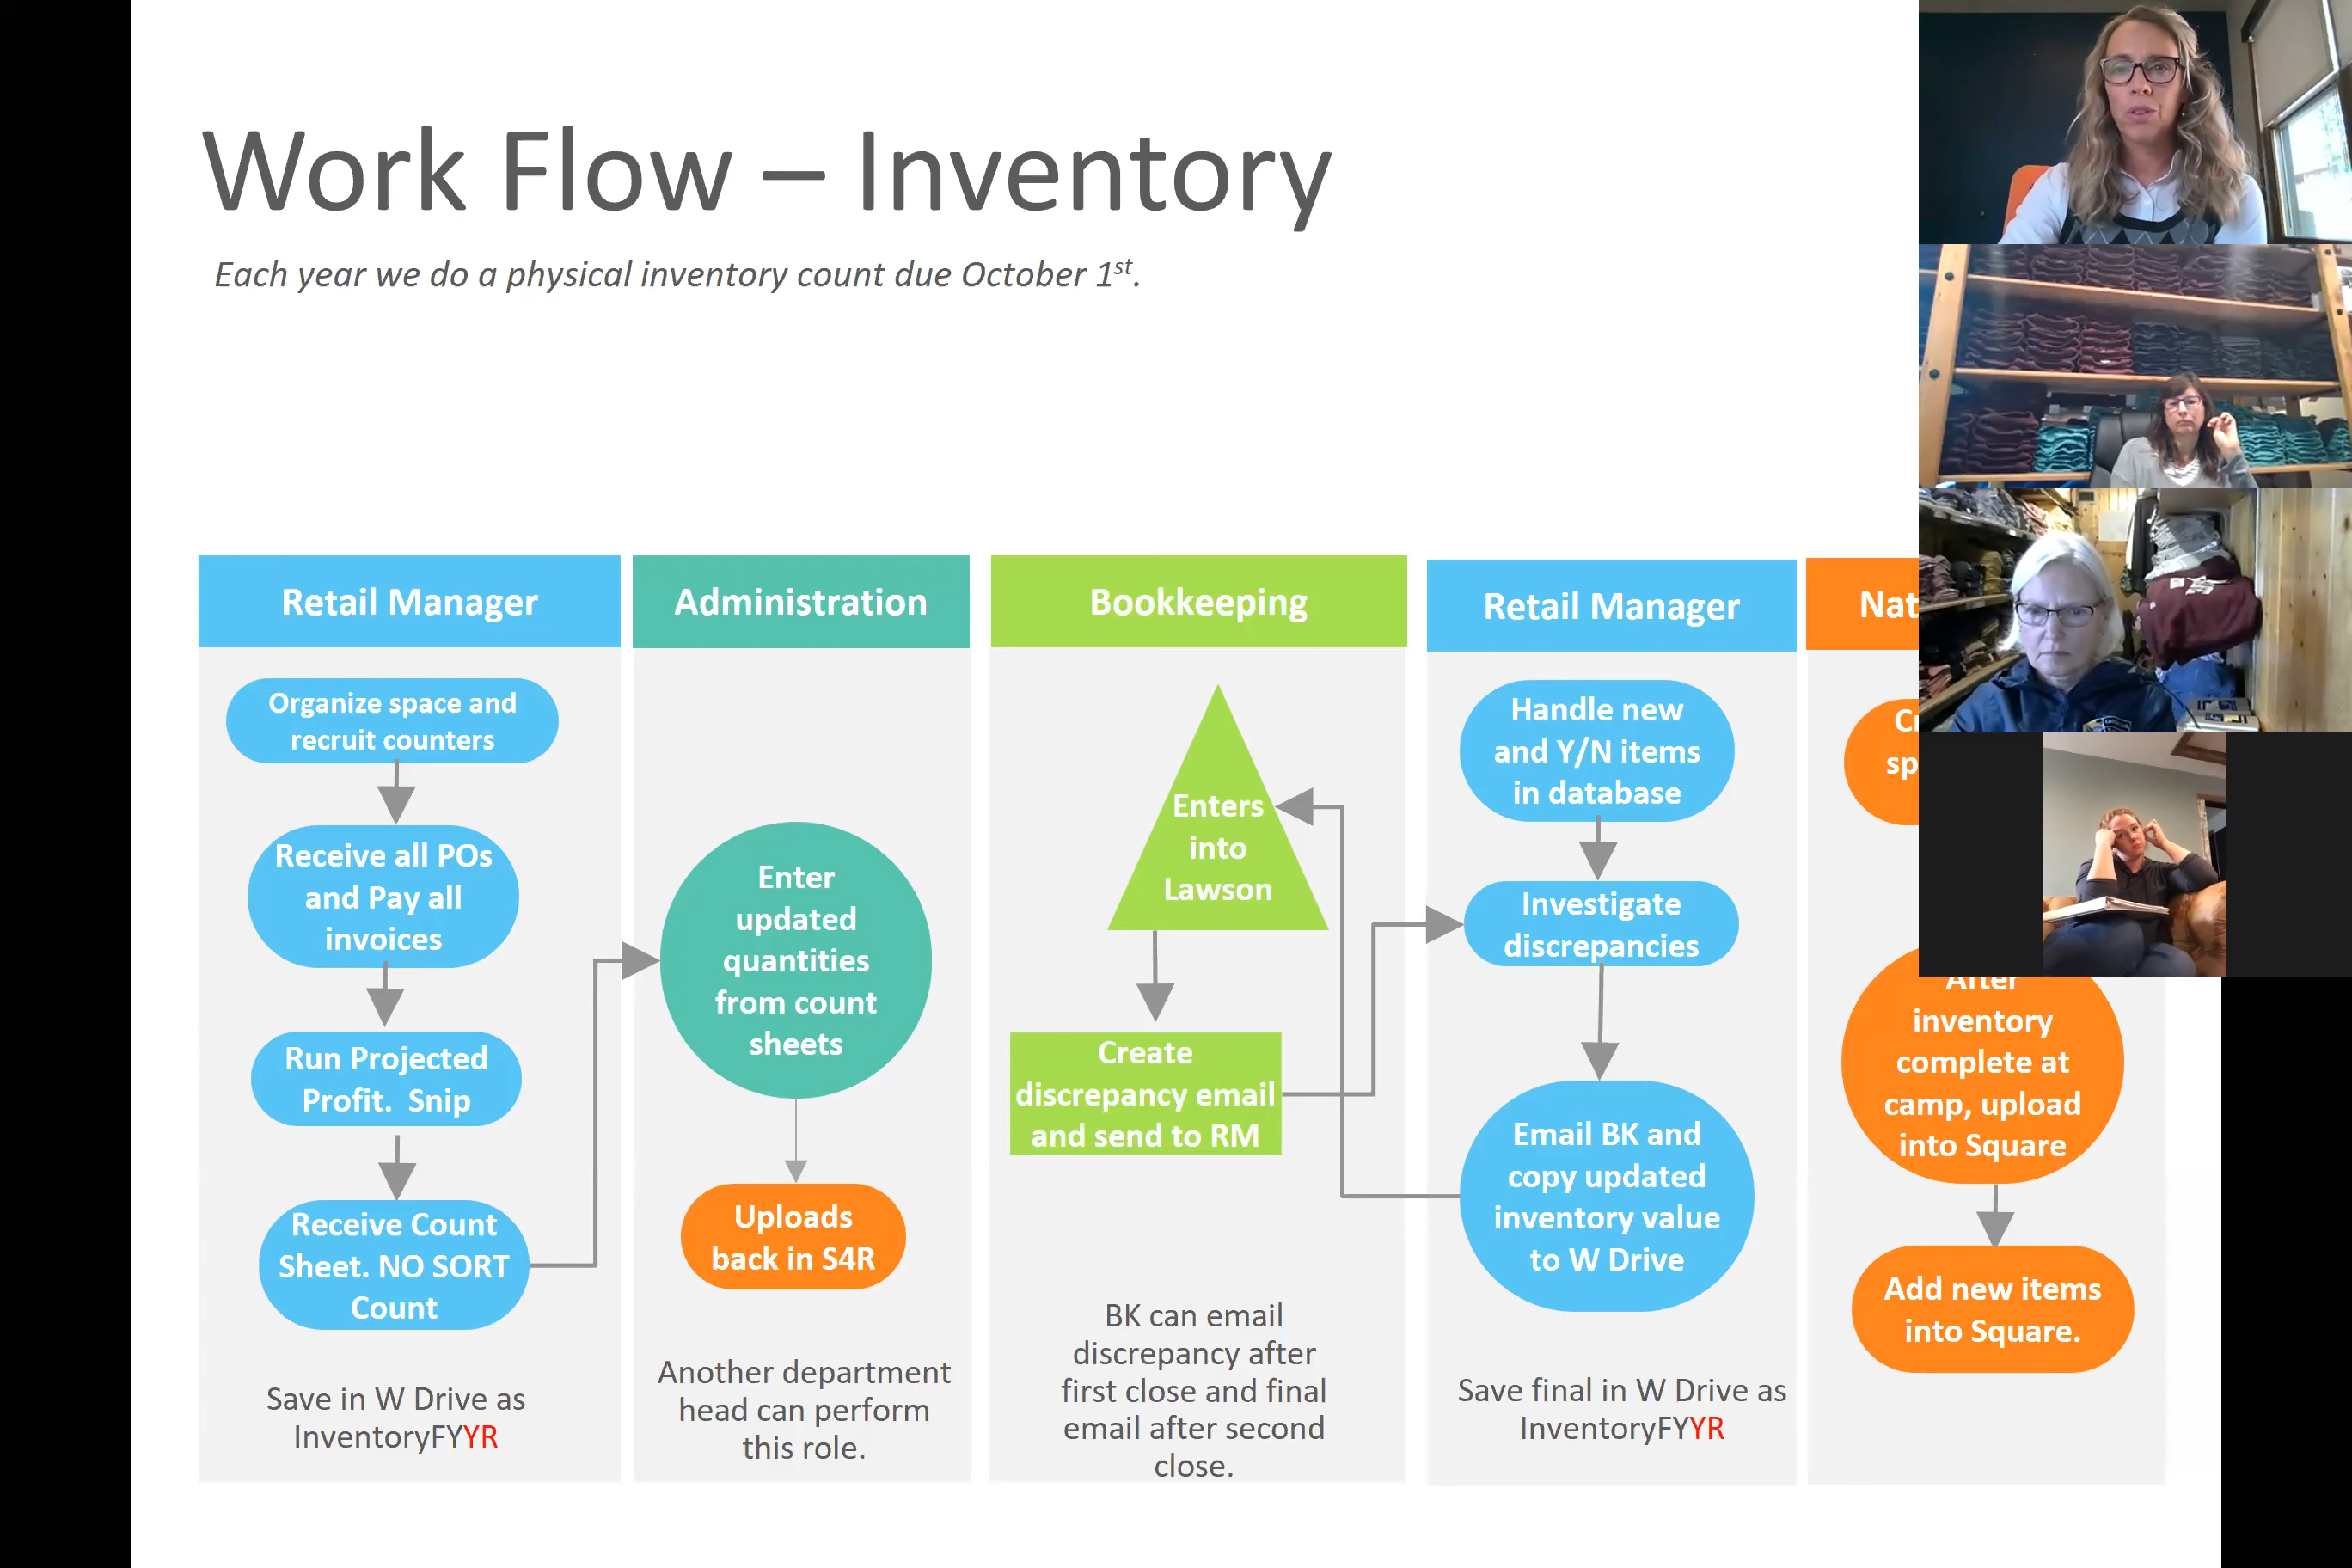 Work Flow – Inventory
Each year we do a physical inventory count due October 1st.
Retail Manager
Organize space and
recruit counters
Receive all POs
and Pay all
invoices
Run Projected
Profit.  Snip
Receive Count
Sheet. NO SORT
Count
Save in W Drive as
InventoryFYYR
Administration
Enter
updated
quantities
from count
sheets
Uploads
back in S4R
Another department
head can perform
this role.
Bookkeeping
Enters
into
Lawson
Create
discrepancy email
and send to RM
BK can email
discrepancy after
first close and final
email after second
close.
Retail Manager
Handle new
and Y/N items
in database
Investigate
discrepancies
Email BK and
copy updated
inventory value
to W Drive
Save final in W Drive as
InventoryFYYR
After
inventory
complete at
camp, upload
into Square
Add new items
into Square.